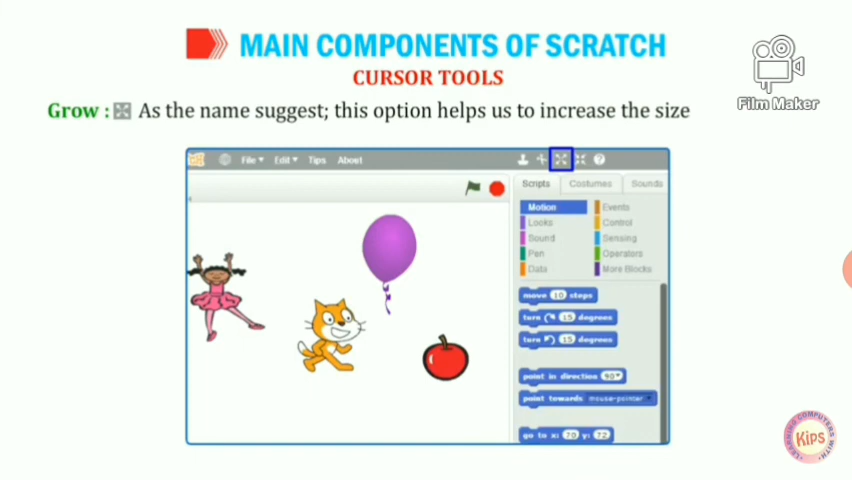 MAIN COMPONENTS OF SCRATCH
CURSOR TOOLS
Film Maker
Grow : As the name suggest; this option helps us to increase the size
File Edit Tips About
Scripts Costumes Sounds
Motion Events
Looks Control
Sound Sensing
Pen Operators
Data More Blocks
move 10 steps
turn 15 degrees
turn 15 degrees
point in direction 90
point towards mouse-pointer
go to x: 70 y: 72
LEARNING COMPUTERS WITH
Kips